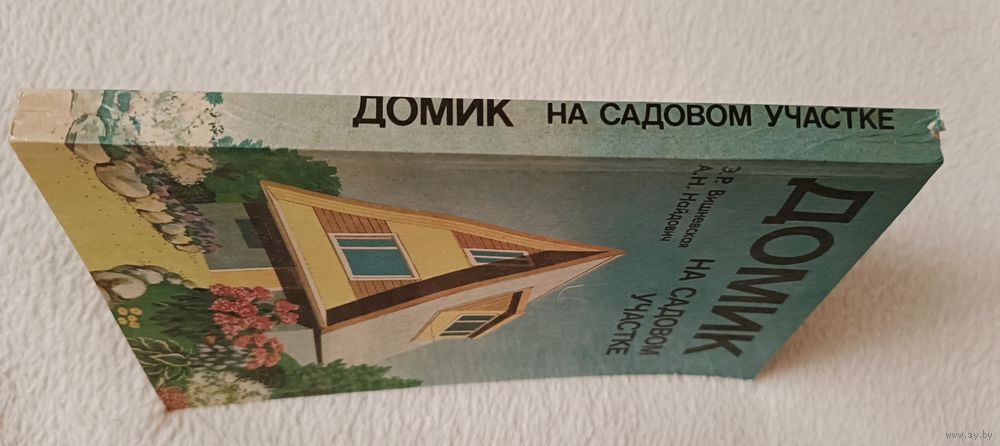 ДОМИК НА САДОВОМ УЧАСТКЕ
Э.Р. Вишневская
А.Н. Найдович
ДОМИК
НА САДОВОМ
УЧАСТКЕ
© www.ay.by